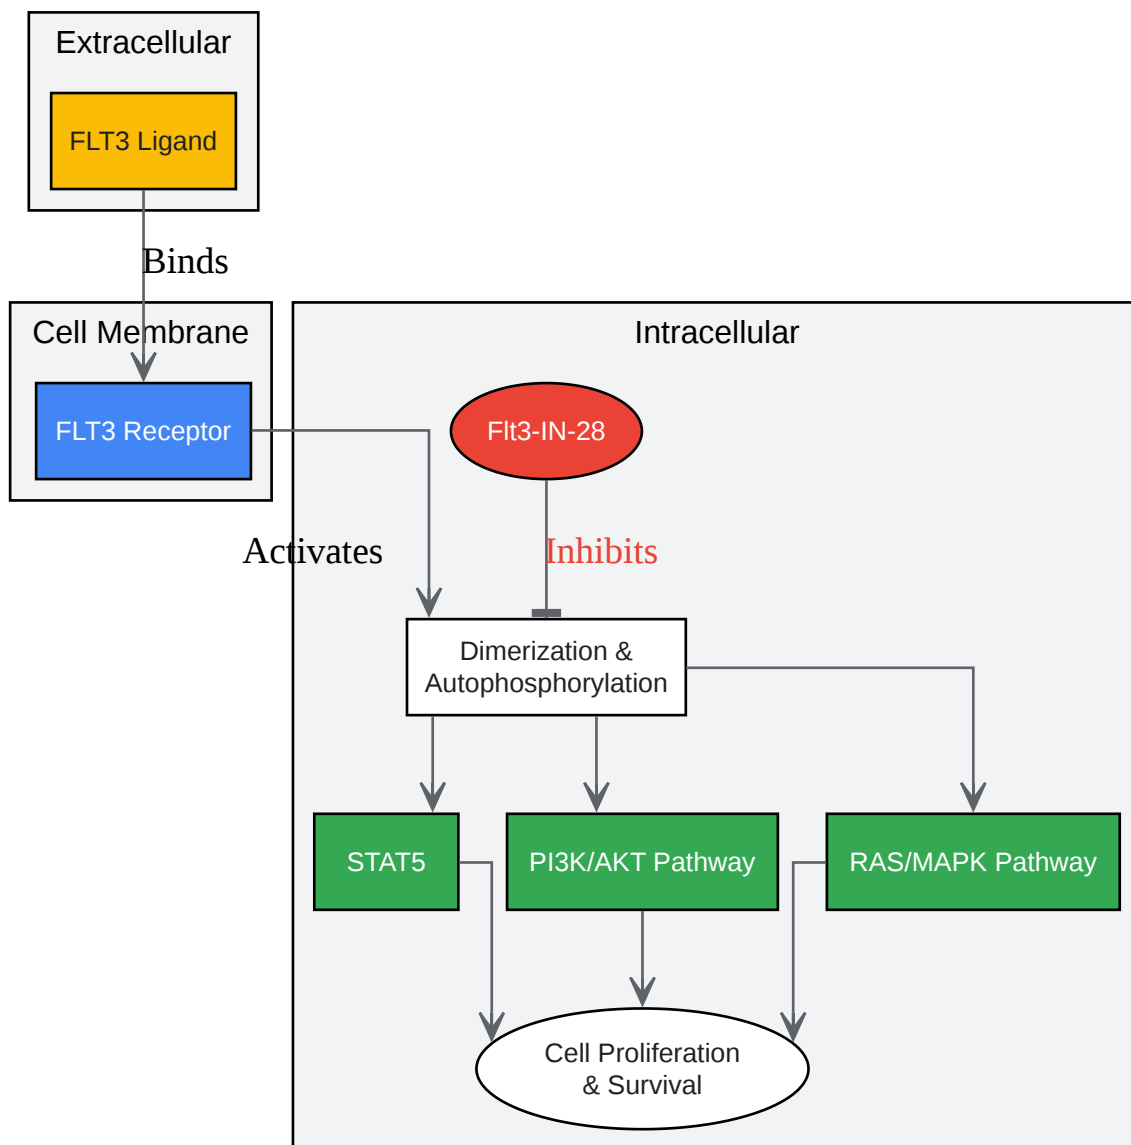 Extracellular
FLT3 Ligand
Binds
Cell Membrane
Intracellular
FLT3 Receptor
Flt3-IN-28
Activates
Inhibits
Dimerization &
Autophosphorylation
STAT5
PI3K/AKT Pathway
RAS/MAPK Pathway
Cell Proliferation
& Survival